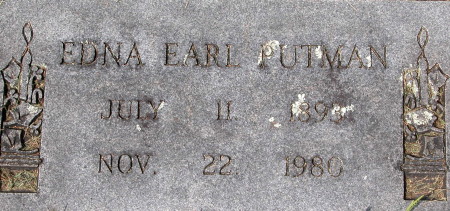 EDNA EARL PUTMAN
JULY 11
NOV. 22. 1980